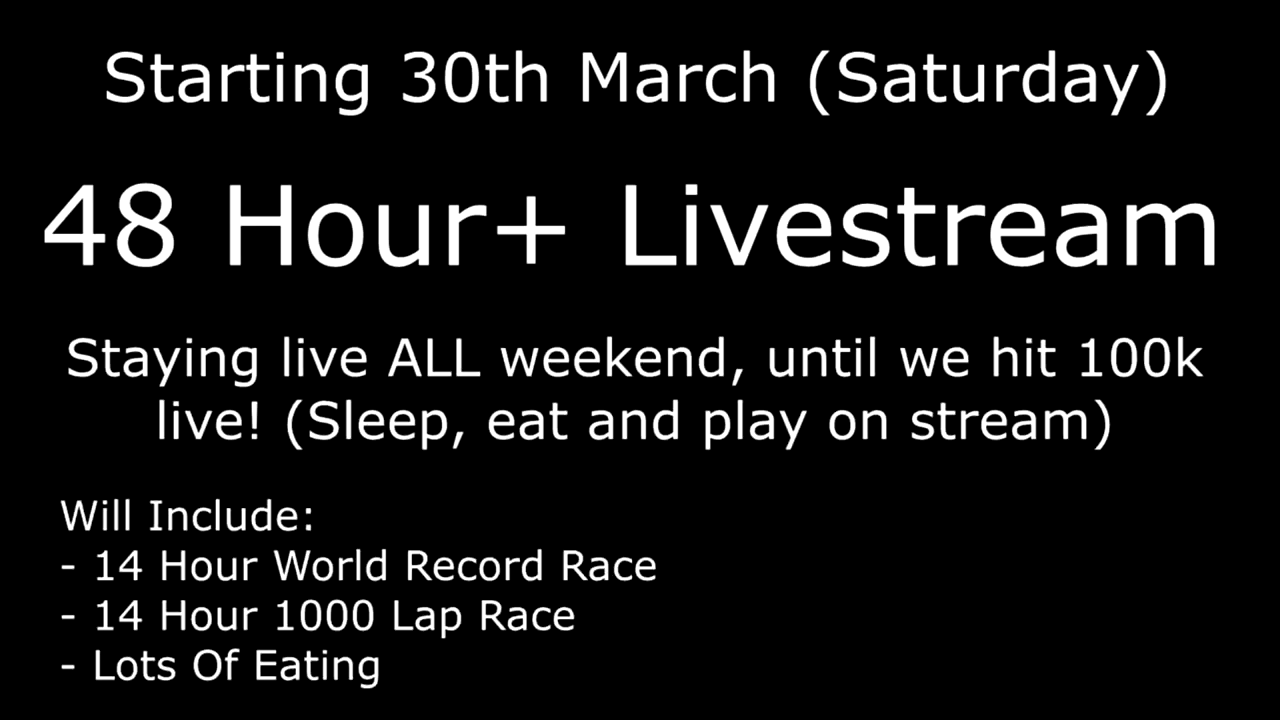 Starting 30th March (Saturday)
48 Hour+ Livestream
Staying live ALL weekend, until we hit 100k
live! (Sleep, eat and play on stream)
Will Include:
- 14 Hour World Record Race
- 14 Hour 1000 Lap Race
- Lots Of Eating